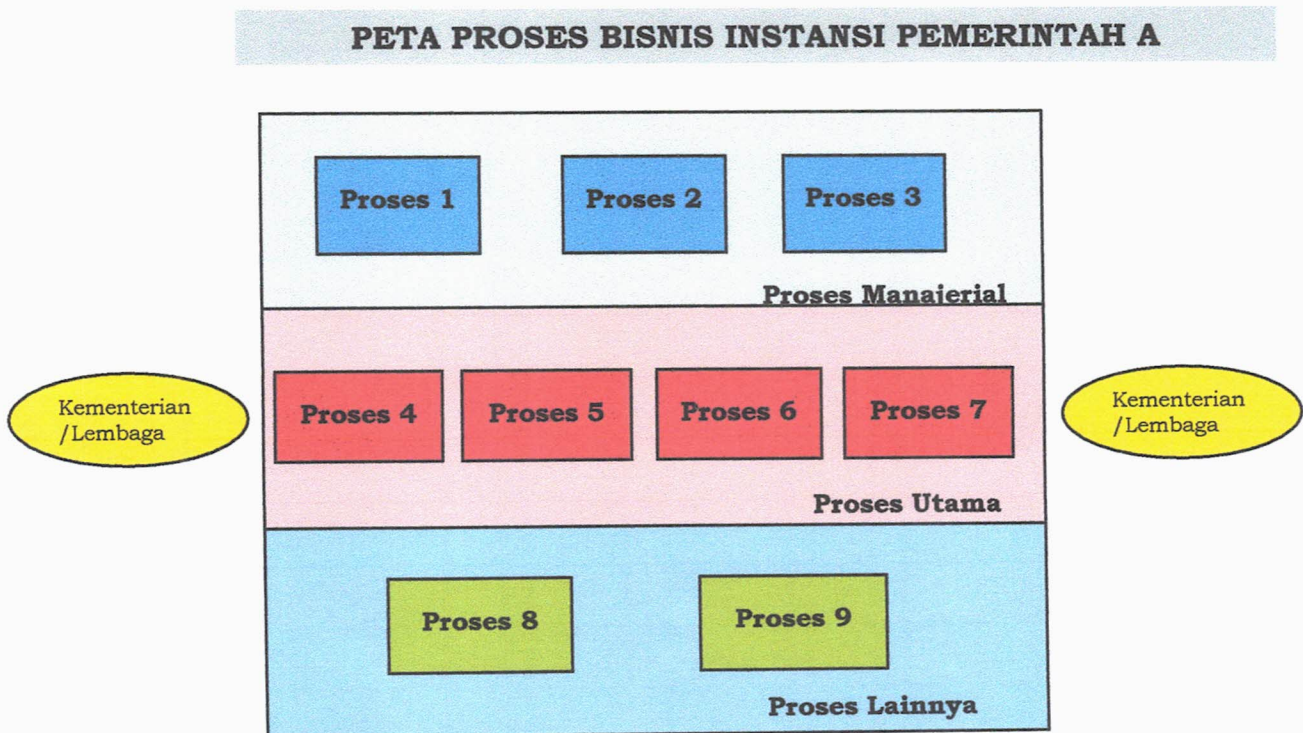 PETA PROSES BISNIS INSTANSI PEMERINTAH A
Proses 1
Proses 2
Proses 3
Proses Manajerial
Kementerian
/Lembaga
Proses 4
Proses 5
Proses 6
Proses 7
Kementerian
/Lembaga
Proses Utama
Proses 8
Proses 9
Proses Lainnya